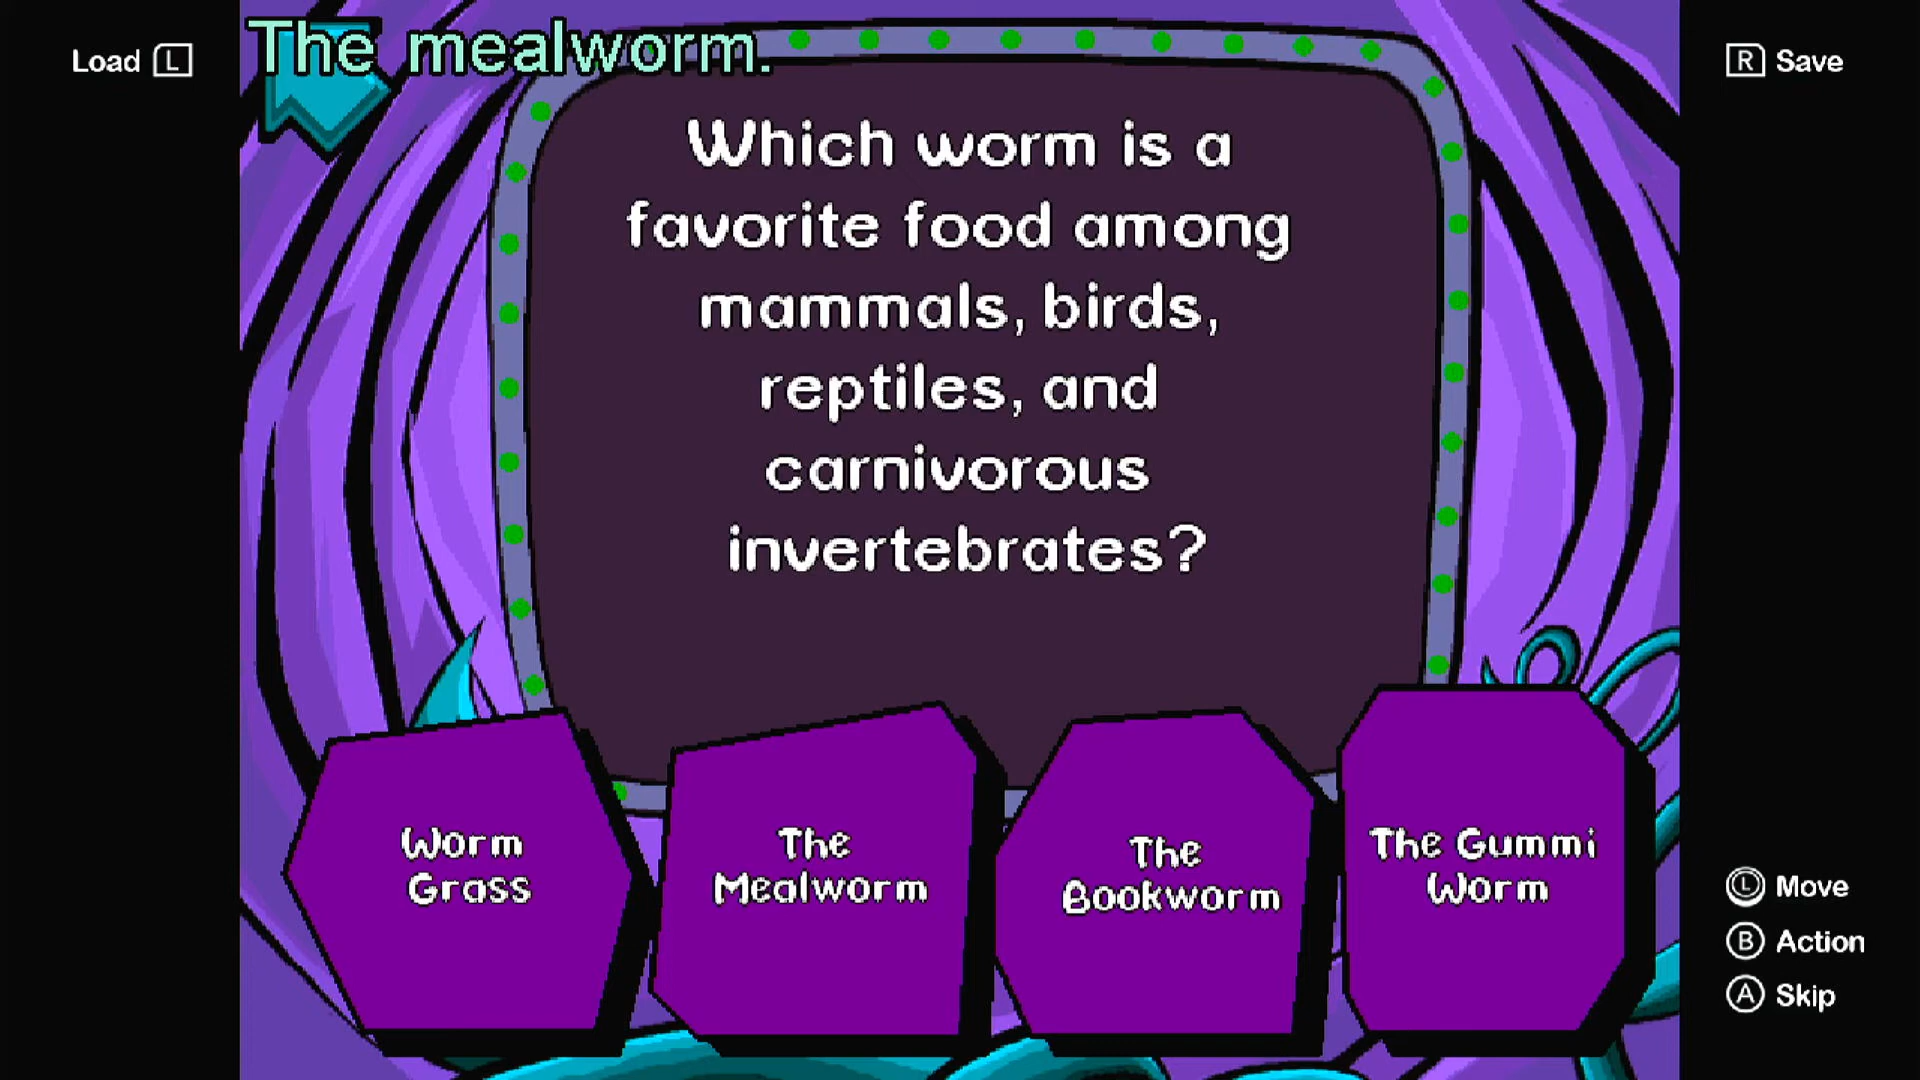 Load L
The mealworm.
R Save
Which worm is a
favorite food among
mammals, birds,
reptiles, and
carnivorous
invertebrates?
Worm
Grass
The
Mealworm
The
Bookworm
The Gummi
Worm
L Move
B Action
A Skip